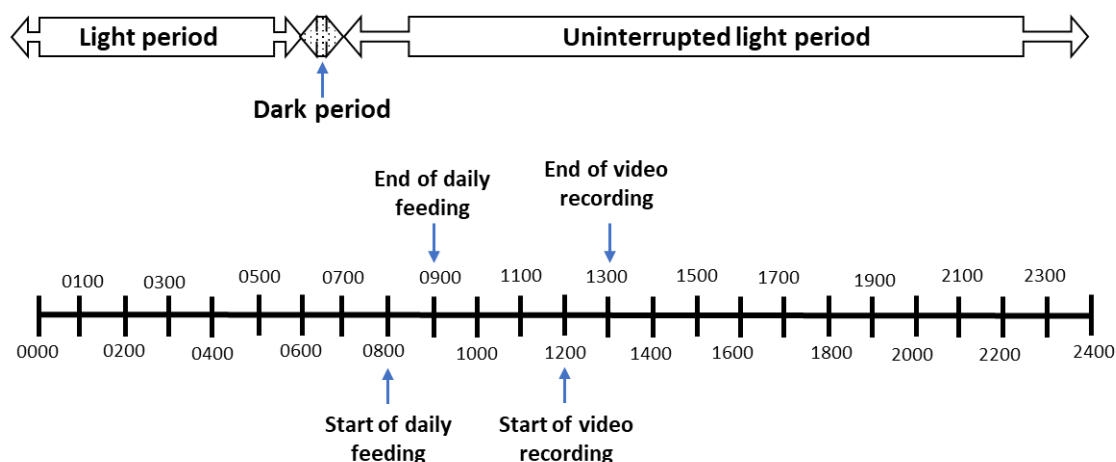 Light period
Uninterrupted light period
Dark period
End of daily
feeding
End of video
recording
0100 0300 0500 0700 0900 1100 1300 1500 1700 1900 2100 2300
0000 0200 0400 0600 0800 1000 1200 1400 1600 1800 2000 2200 2400
Start of daily
feeding
Start of video
recording